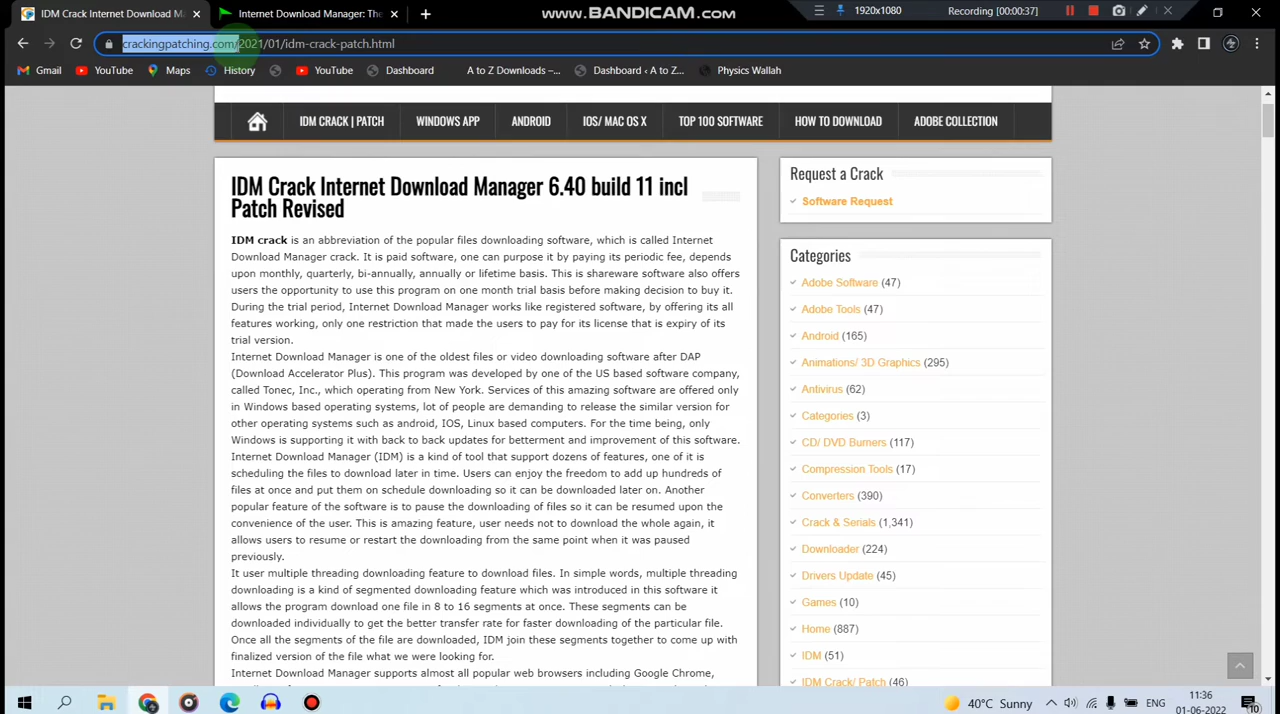 IDM Crack Internet Download M
Internet Download Manager: The
www.BANDICAM.com
1920x1080
Recording [00:00:37]
crackingpatching.com/2021/01/idm-crack-patch.html
Gmail
YouTube
Maps
History
YouTube
Dashboard
A to Z Downloads –...
Dashboard ‹ A to Z...
Physics Wallah
IDM CRACK | PATCH
WINDOWS APP
ANDROID
IOS/ MAC OS X
TOP 100 SOFTWARE
HOW TO DOWNLOAD
ADOBE COLLECTION
IDM Crack Internet Download Manager 6.40 build 11 incl
Patch Revised
IDM crack is an abbreviation of the popular files downloading software, which is called Internet
Download Manager crack. It is paid software, one can purpose it by paying its periodic fee, depends
upon monthly, quarterly, bi-annually, annually or lifetime basis. This is shareware software also offers
users the opportunity to use this program on one month trial basis before making decision to buy it.
During the trial period, Internet Download Manager works like registered software, by offering its all
features working, only one restriction that made the users to pay for its license that is expiry of its
trial version.
Internet Download Manager is one of the oldest files or video downloading software after DAP
(Download Accelerator Plus). This program was developed by one of the US based software company,
called Tonec, Inc., which operating from New York. Services of this amazing software are offered only
in Windows based operating systems, lot of people are demanding to release the similar version for
other operating systems such as android, IOS, Linux based computers. For the time being, only
Windows is supporting it with back to back updates for betterment and improvement of this software.
Internet Download Manager (IDM) is a kind of tool that support dozens of features, one of it is
scheduling the files to download later in time. Users can enjoy the freedom to add up hundreds of
files at once and put them on schedule downloading so it can be downloaded later on. Another
popular feature of the software is to pause the downloading of files so it can be resumed upon the
convenience of the user. This is amazing feature, user needs not to download the whole again, it
allows users to resume or restart the downloading from the same point when it was paused
previously.
It user multiple threading downloading feature to download files. In simple words, multiple threading
downloading is a kind of segmented downloading feature which was introduced in this software it
allows the program download one file in 8 to 16 segments at once. These segments can be
downloaded individually to get the better transfer rate for faster downloading of the particular file.
Once all the segments of the file are downloaded, IDM join these segments together to come up with
finalized version of the file what we were looking for.
Internet Download Manager supports almost all popular web browsers including Google Chrome,
Request a Crack
Software Request
Categories
Adobe Software (47)
Adobe Tools (47)
Android (165)
Animations/ 3D Graphics (295)
Antivirus (62)
Categories (3)
CD/ DVD Burners (117)
Compression Tools (17)
Converters (390)
Crack & Serials (1,341)
Downloader (224)
Drivers Update (45)
Games (10)
Home (887)
IDM (51)
IDM Crack/ Patch (46)
40°C Sunny
ENG
11:36
01-06-2022
10